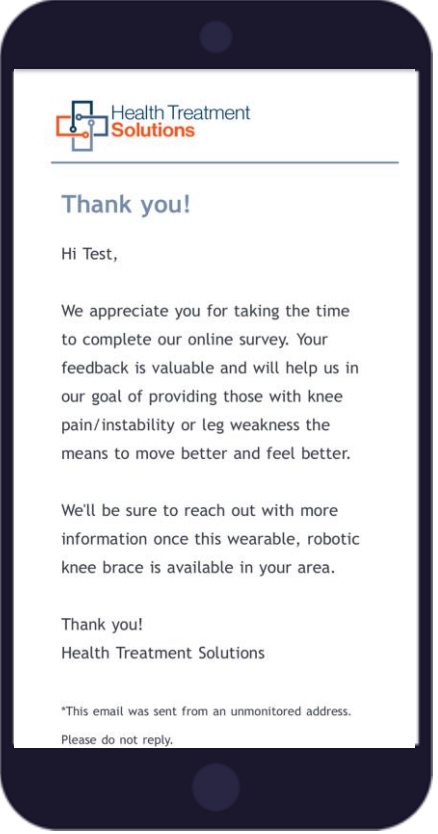 Health Treatment
Solutions
Thank you!
Hi Test,
We appreciate you for taking the time
to complete our online survey. Your
feedback is valuable and will help us in
our goal of providing those with knee
pain/instability or leg weakness the
means to move better and feel better.
We'll be sure to reach out with more
information once this wearable, robotic
knee brace is available in your area.
Thank you!
Health Treatment Solutions
*This email was sent from an unmonitored address.
Please do not reply.